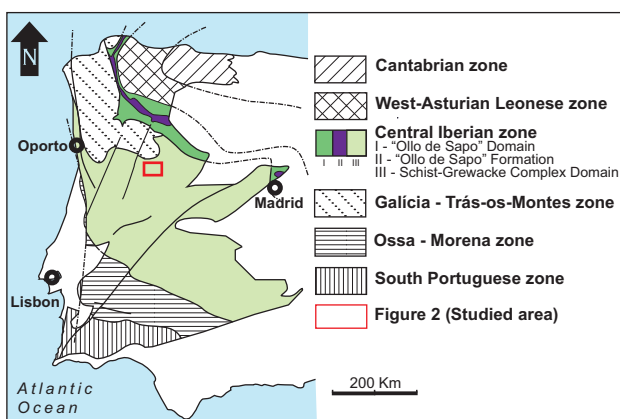 N
Oporto
Madrid
Lisbon
Atlantic
Ocean
Cantabrian zone
West-Asturian Leonese zone
Central Iberian zone
I - "Ollo de Sapo" Domain
II - "Ollo de Sapo" Formation
III - Schist-Grewacke Complex Domain
I II III
Galícia - Trás-os-Montes zone
Ossa - Morena zone
South Portuguese zone
Figure 2 (Studied area)
200 Km